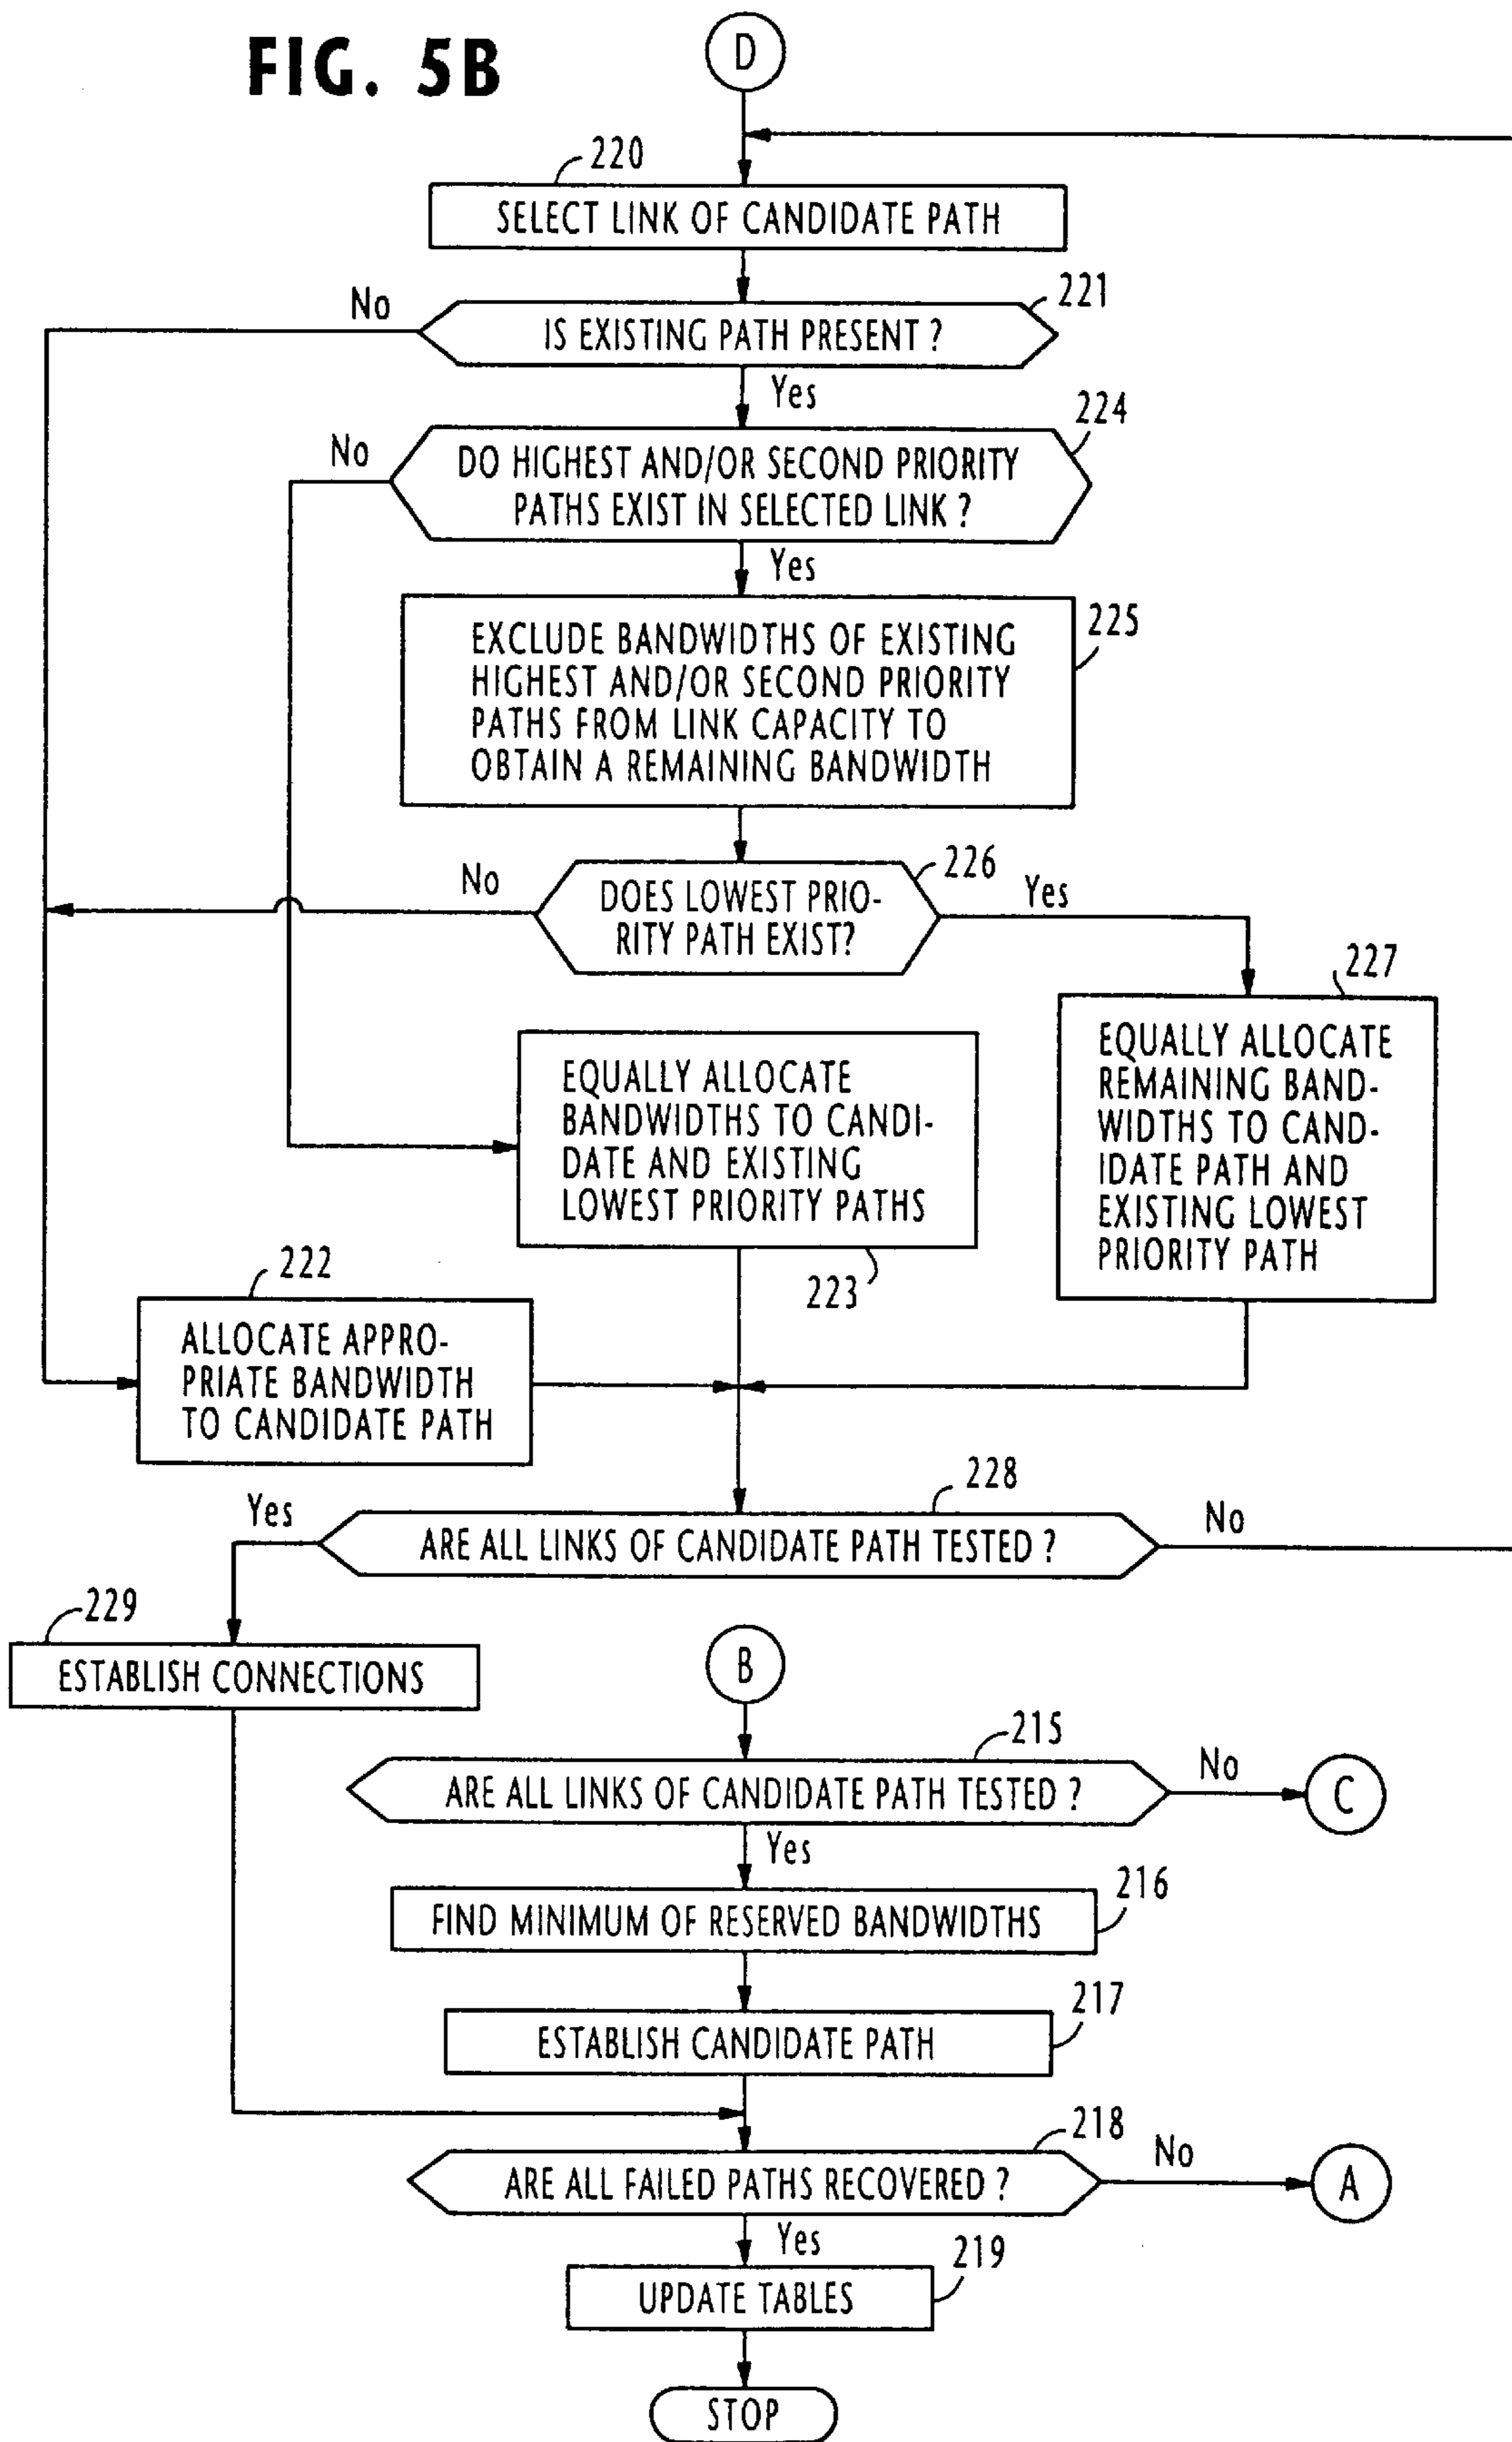 FIG. 5B
D
220
SELECT LINK OF CANDIDATE PATH
221
No
IS EXISTING PATH PRESENT ?
Yes
224
No
DO HIGHEST AND/OR SECOND PRIORITY
PATHS EXIST IN SELECTED LINK ?
Yes
225
EXCLUDE BANDWIDTHS OF EXISTING
HIGHEST AND/OR SECOND PRIORITY
PATHS FROM LINK CAPACITY TO
OBTAIN A REMAINING BANDWIDTH
226
No
DOES LOWEST PRIO-
RITY PATH EXIST?
Yes
227
EQUALLY ALLOCATE
REMAINING BAND-
WIDTHS TO CAND-
IDATE PATH AND
EXISTING LOWEST
PRIORITY PATH
EQUALLY ALLOCATE
BANDWIDTHS TO CANDI-
DATE AND EXISTING
LOWEST PRIORITY PATHS
223
222
ALLOCATE APPRO-
PRIATE BANDWIDTH
TO CANDIDATE PATH
228
Yes
ARE ALL LINKS OF CANDIDATE PATH TESTED ?
No
229
ESTABLISH CONNECTIONS
B
215
ARE ALL LINKS OF CANDIDATE PATH TESTED ?
No
C
Yes
216
FIND MINIMUM OF RESERVED BANDWIDTHS
217
ESTABLISH CANDIDATE PATH
218
ARE ALL FAILED PATHS RECOVERED ?
No
A
Yes
219
UPDATE TABLES
STOP